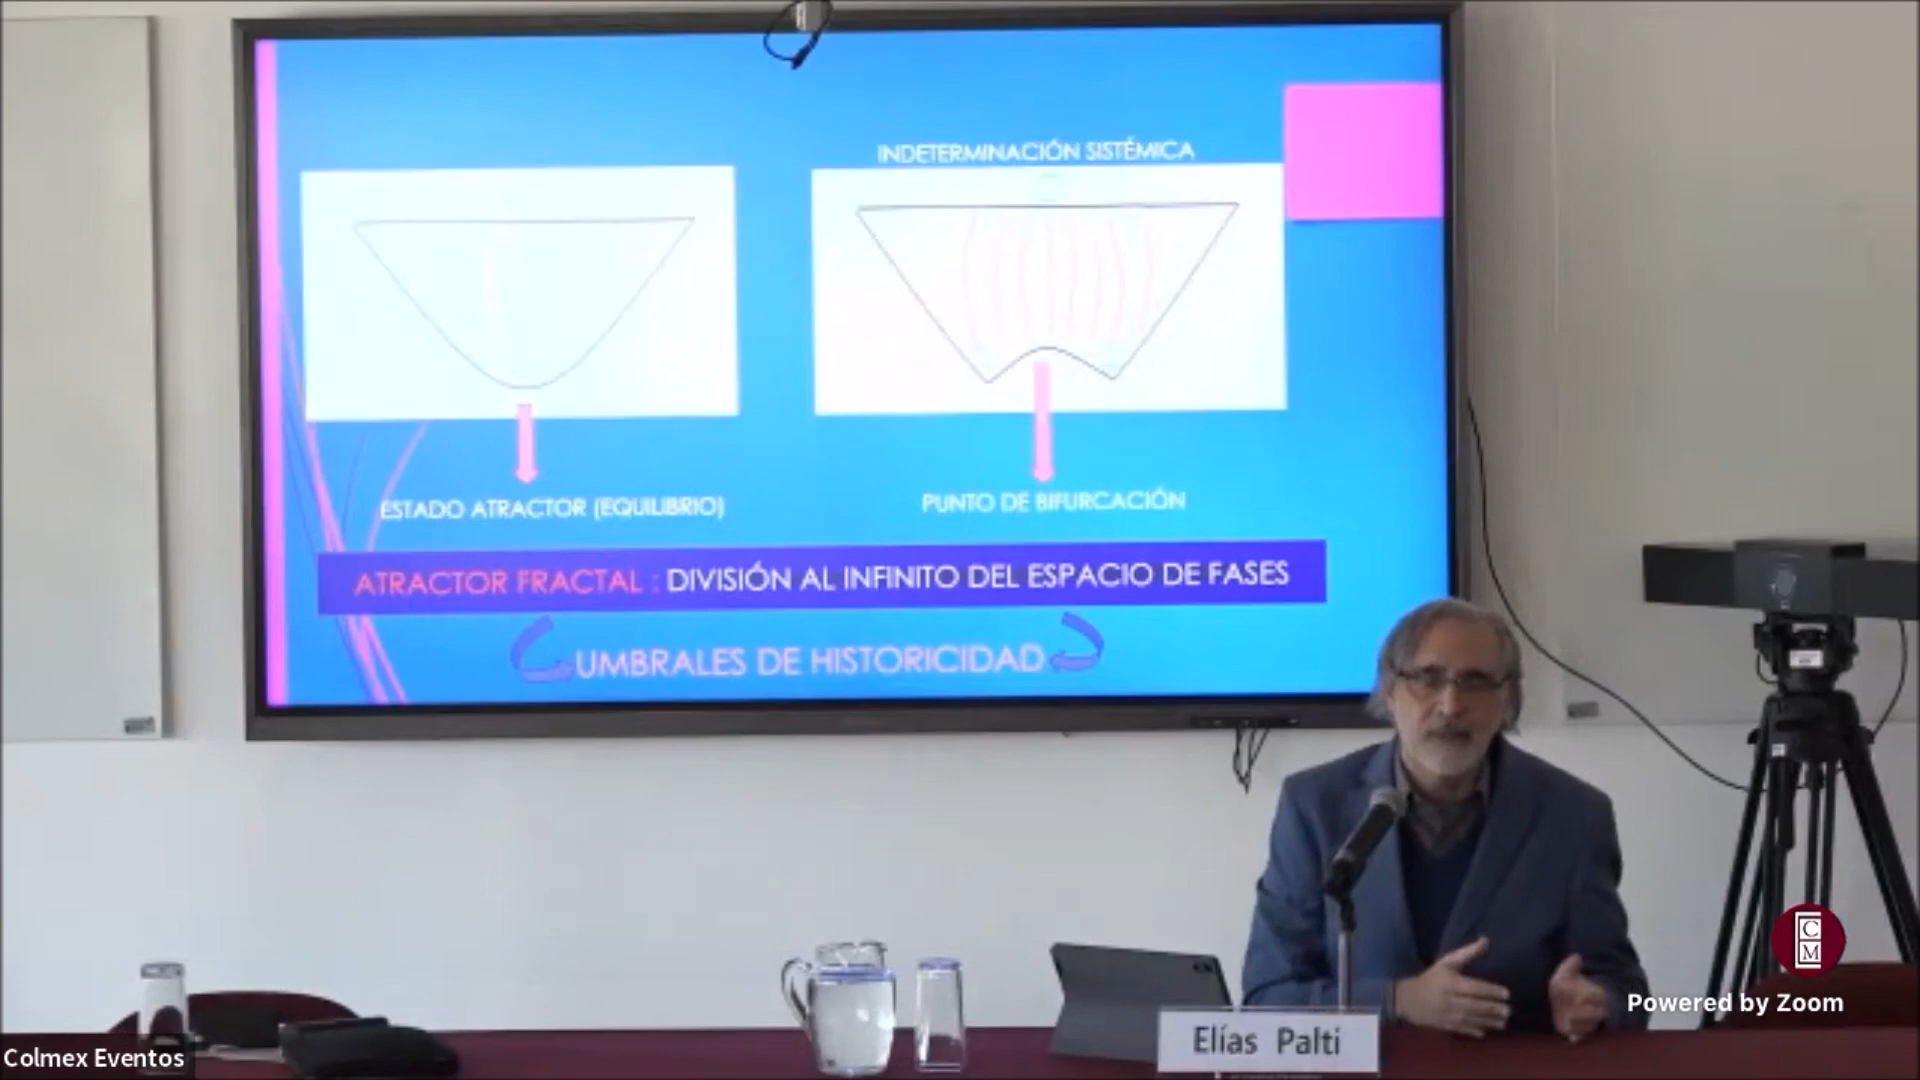 INDETERMINACIÓN SISTÉMICA
ESTADO ATRACTOR (EQUILIBRIO)
PUNTO DE BIFURCACIÓN
ATRACTOR FRACTAL : DIVISIÓN AL INFINITO DEL ESPACIO DE FASES
UMBRALES DE HISTORICIDAD
CM
Powered by Zoom
Elías Palti
Colmex Eventos